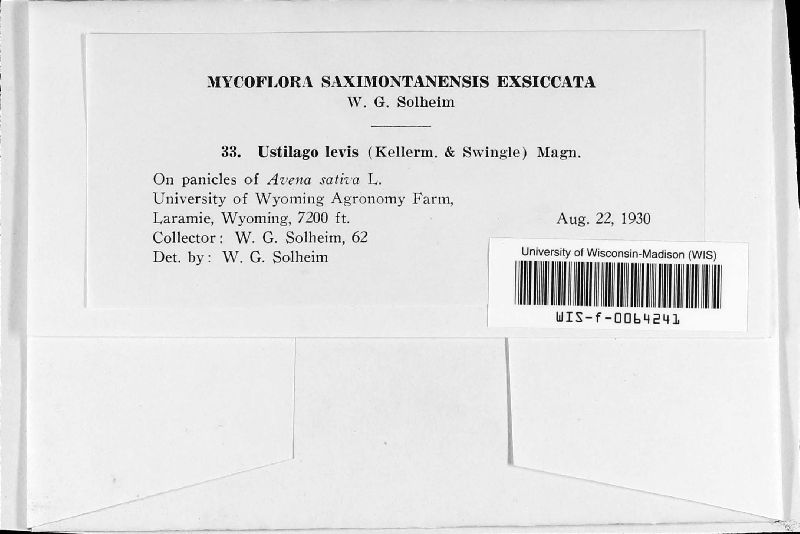 MYCOFLORA SAXIMONTANENSIS EXSICCATA
W. G. Solheim
33. Ustilago levis (Kellerm. & Swingle) Magn.
On panicles of Avena sativa L.
University of Wyoming Agronomy Farm,
Laramie, Wyoming, 7200 ft. Aug. 22, 1930
Collector: W. G. Solheim, 62
Det. by: W. G. Solheim
University of Wisconsin-Madison (WIS)
WIS-f-0064241